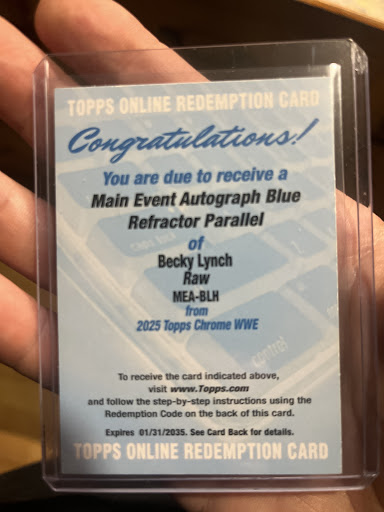 TOPPS ONLINE REDEMPTION CARD
Congratulations!
You are due to receive a
Main Event Autograph Blue
Refractor Parallel
of
Becky Lynch
Raw
MEA-BLH
from
2025 Topps Chrome WWE
To receive the card indicated above,
visit www.Topps.com
and follow the step-by-step instructions using the
Redemption Code on the back of this card.
Expires 01/31/2035. See Card Back for details.
TOPPS ONLINE REDEMPTION CARD